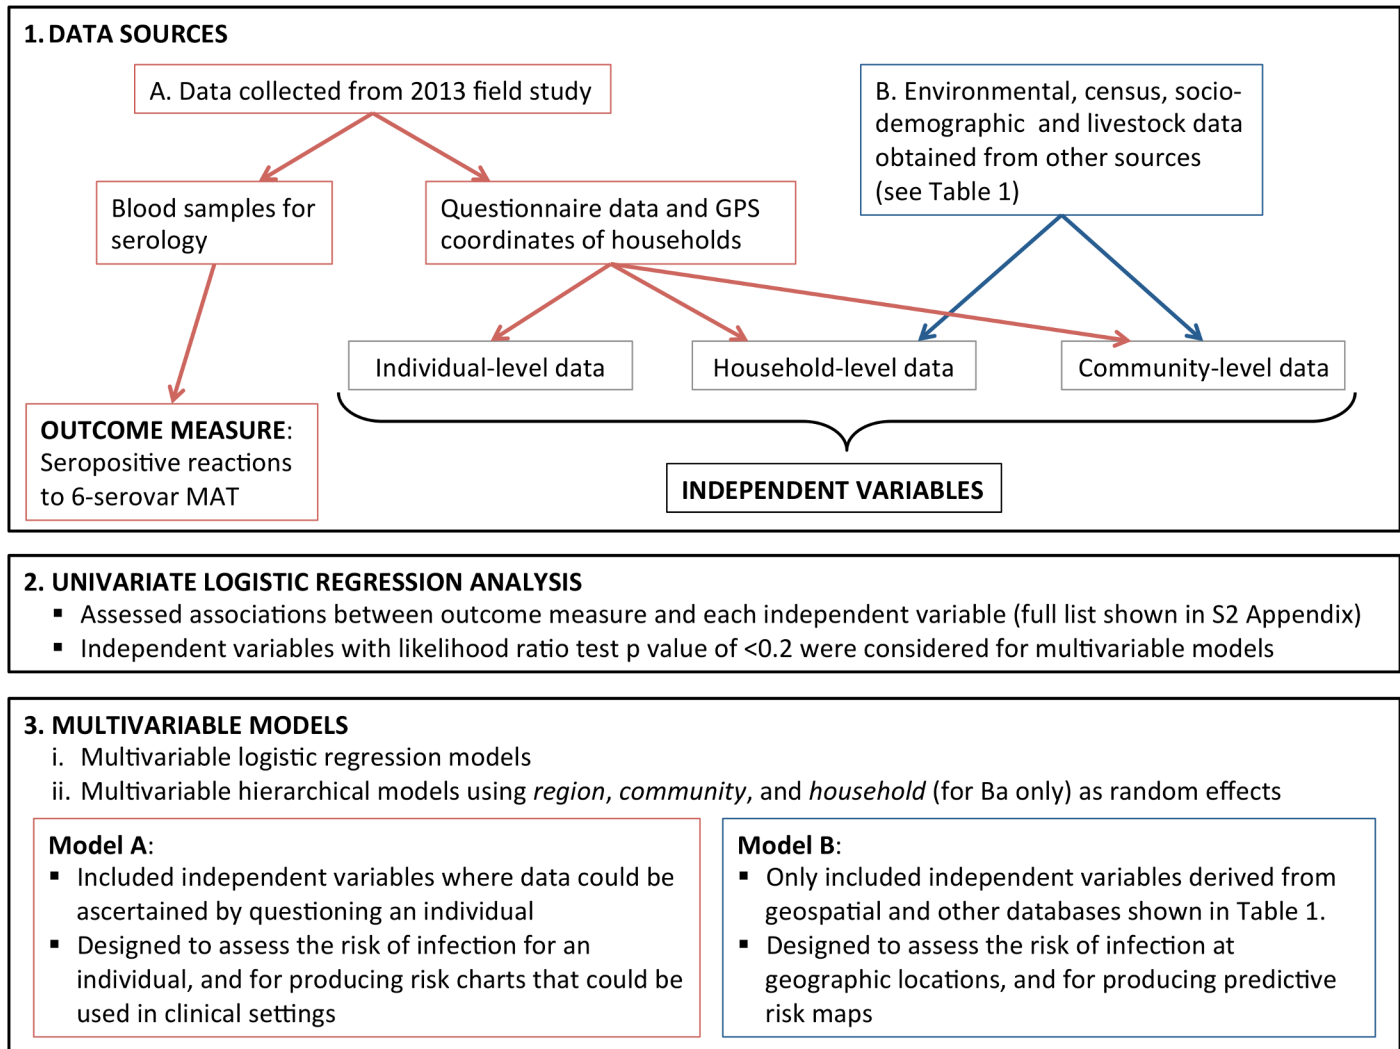 1. DATA SOURCES
A. Data collected from 2013 field study
B. Environmental, census, socio-
demographic and livestock data
obtained from other sources
(see Table 1)
Blood samples for
serology
Questionnaire data and GPS
coordinates of households
Individual-level data
Household-level data
Community-level data
OUTCOME MEASURE:
Seropositive reactions
to 6-serovar MAT
INDEPENDENT VARIABLES
2. UNIVARIATE LOGISTIC REGRESSION ANALYSIS
▪ Assessed associations between outcome measure and each independent variable (full list shown in S2 Appendix)
▪ Independent variables with likelihood ratio test p value of <0.2 were considered for multivariable models
3. MULTIVARIABLE MODELS
i. Multivariable logistic regression models
ii. Multivariable hierarchical models using region, community, and household (for Ba only) as random effects
Model A:
▪ Included independent variables where data could be
ascertained by questioning an individual
▪ Designed to assess the risk of infection for an
individual, and for producing risk charts that could be
used in clinical settings
Model B:
▪ Only included independent variables derived from
geospatial and other databases shown in Table 1.
▪ Designed to assess the risk of infection at
geographic locations, and for producing predictive
risk maps